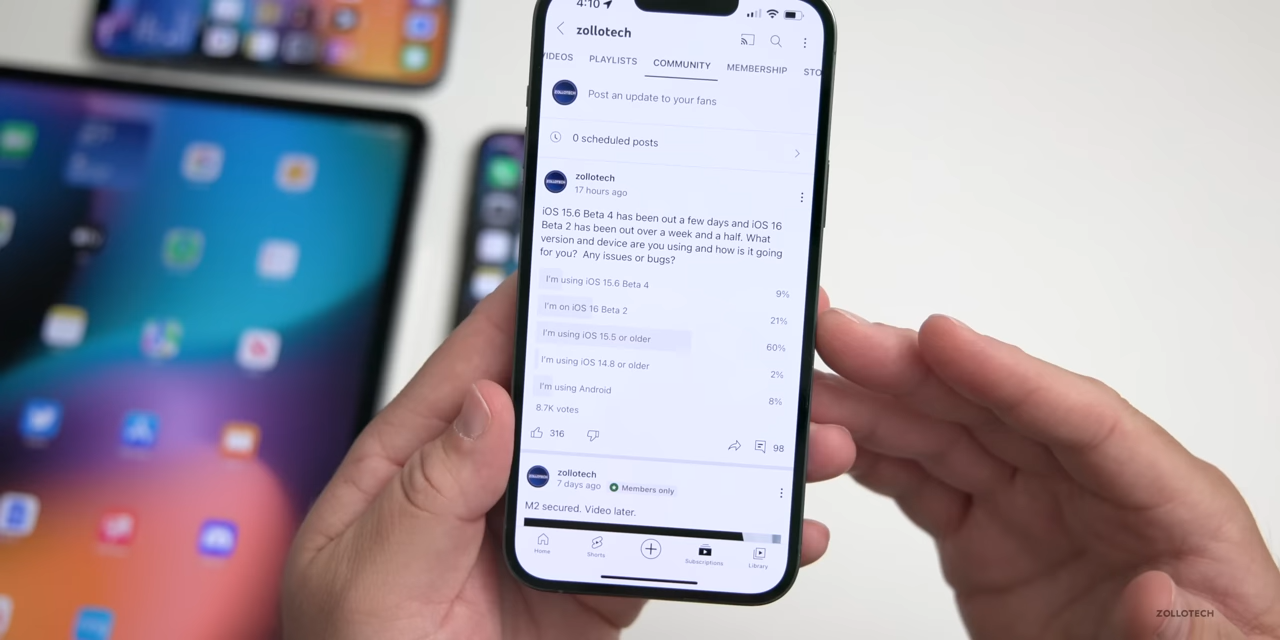 4:10
zollotech
VIDEOS PLAYLISTS COMMUNITY MEMBERSHIP STO
ZOLLOTECH
Post an update to your fans
0 scheduled posts
ZOLLOTECH
zollotech
17 hours ago
iOS 15.6 Beta 4 has been out a few days and iOS 16
Beta 2 has been out over a week and a half. What
version and device are you using and how is it going
for you? Any issues or bugs?
I'm using iOS 15.6 Beta 4 9%
I'm on iOS 16 Beta 2 21%
I'm using iOS 15.5 or older 60%
I'm using iOS 14.8 or older 2%
I'm using Android 8%
8.7K votes
316 98
ZOLLOTECH
zollotech
7 days ago Members only
M2 secured. Video later.
Home Shorts Subscriptions Library
ZOLLOTECH